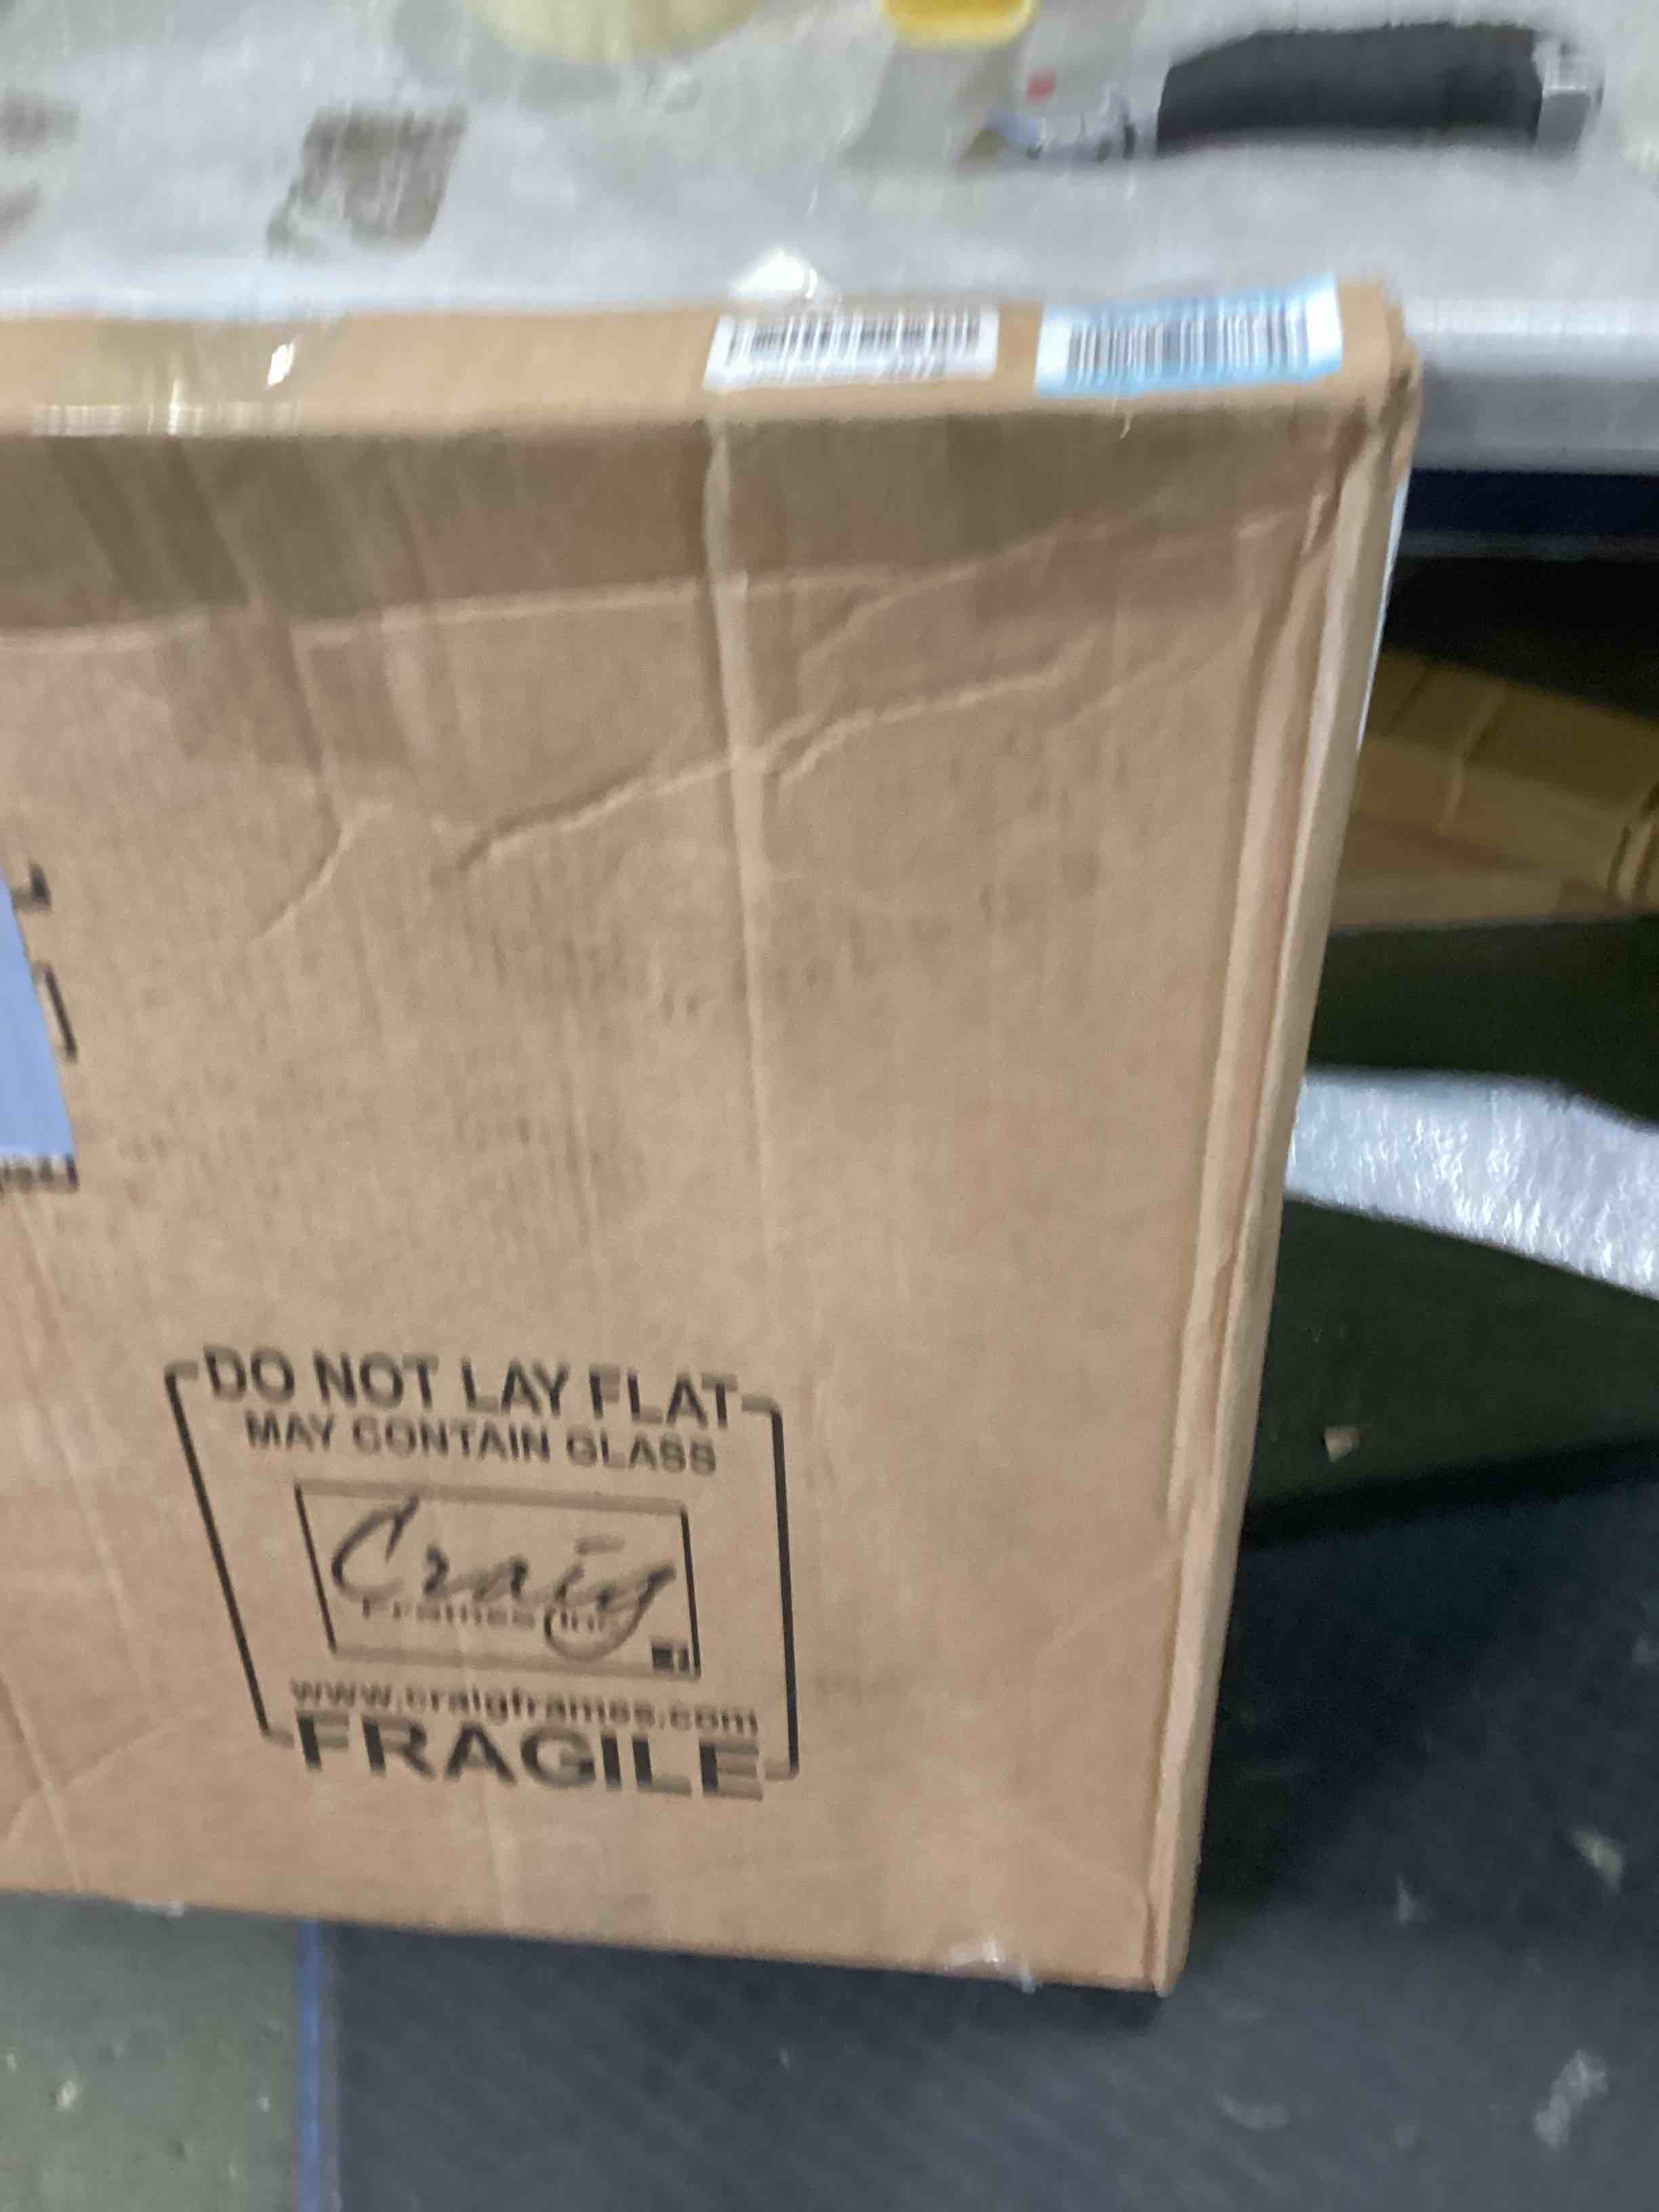 DO NOT LAY FLAT
MAY CONTAIN GLASS
Craig
Frames Inc
www.craigframes.com
FRAGILE